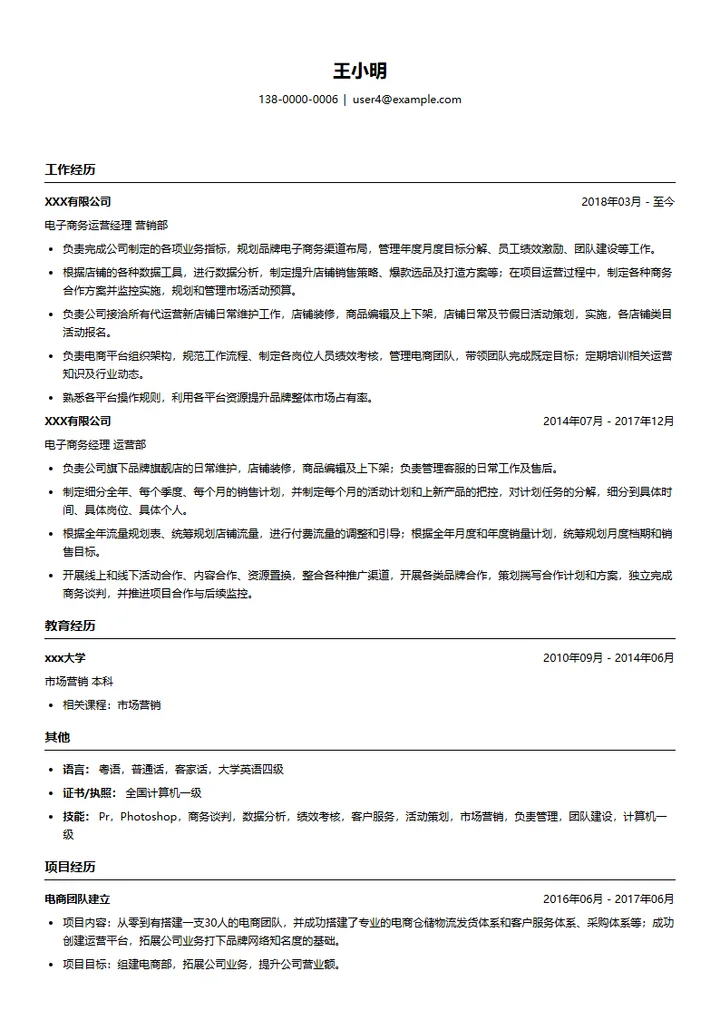 王小明
138-0000-0006 | user4@example.com
工作经历
XXX有限公司 2018年03月 - 至今
电子商务运营经理 营销部
• 负责完成公司制定的各项业务指标，规划品牌电子商务渠道布局，管理年度月度目标分解、员工绩效激励、团队建设等工作。
• 根据店铺的各种数据工具，进行数据分析，制定提升店铺销售策略、爆款选品及打造方案等；在项目运营过程中，制定各种商务
合作方案并监控实施，规划和管理市场活动预算。
• 负责公司接洽所有代运营新店铺日常维护工作，店铺装修，商品编辑及上下架，店铺日常及节假日活动策划，实施，各店铺类目
活动报名。
• 负责电商平台组织架构，规范工作流程、制定各岗位人员绩效考核，管理电商团队，带领团队完成既定目标；定期培训相关运营
知识及行业动态。
• 熟悉各平台操作规则，利用各平台资源提升品牌整体市场占有率。
XXX有限公司 2014年07月 - 2017年12月
电子商务经理 运营部
• 负责公司旗下品牌旗舰店的日常维护，店铺装修，商品编辑及上下架；负责管理客服的日常工作及售后。
• 制定细分全年、每个季度、每个月的销售计划，并制定每个月的活动计划和上新产品的把控，对计划任务的分解，细分到具体时
间、具体岗位、具体个人。
• 根据全年流量规划表、统筹规划店铺流量，进行付费流量的调整和引导；根据全年月度和年度销量计划，统筹规划月度档期和销
售目标。
• 开展线上和线下活动合作、内容合作、资源置换，整合各种推广渠道，开展各类品牌合作，策划揣写合作计划和方案，独立完成
商务谈判，并推进项目合作与后续监控。
教育经历
xxx大学 2010年09月 - 2014年06月
市场营销 本科
• 相关课程：市场营销
其他
• 语言： 粤语，普通话，客家话，大学英语四级
• 证书/执照： 全国计算机一级
• 技能： Pr，Photoshop，商务谈判，数据分析，绩效考核，客户服务，活动策划，市场营销，负责管理，团队建设，计算机一
级
项目经历
电商团队建立 2016年06月 - 2017年06月
• 项目内容：从零到有搭建一支30人的电商团队，并成功搭建了专业的电商仓储物流发货体系和客户服务体系、采购体系等；成功
创建运营平台，拓展公司业务打下品牌网络知名度的基础。
• 项目目标：组建电商部，拓展公司业务，提升公司营业额。